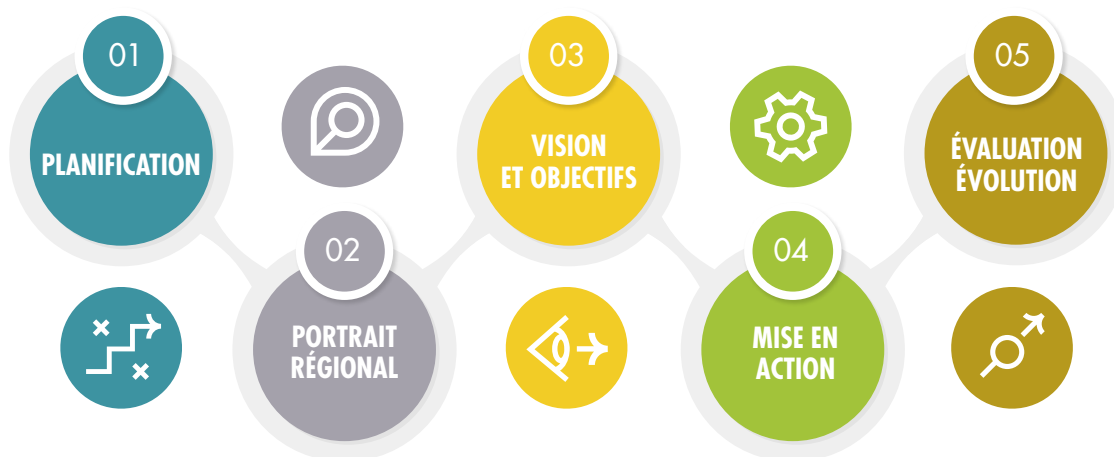 01
PLANIFICATION
02
PORTRAIT
RÉGIONAL
03
VISION
ET OBJECTIFS
04
MISE EN
ACTION
05
ÉVALUATION
ÉVOLUTION